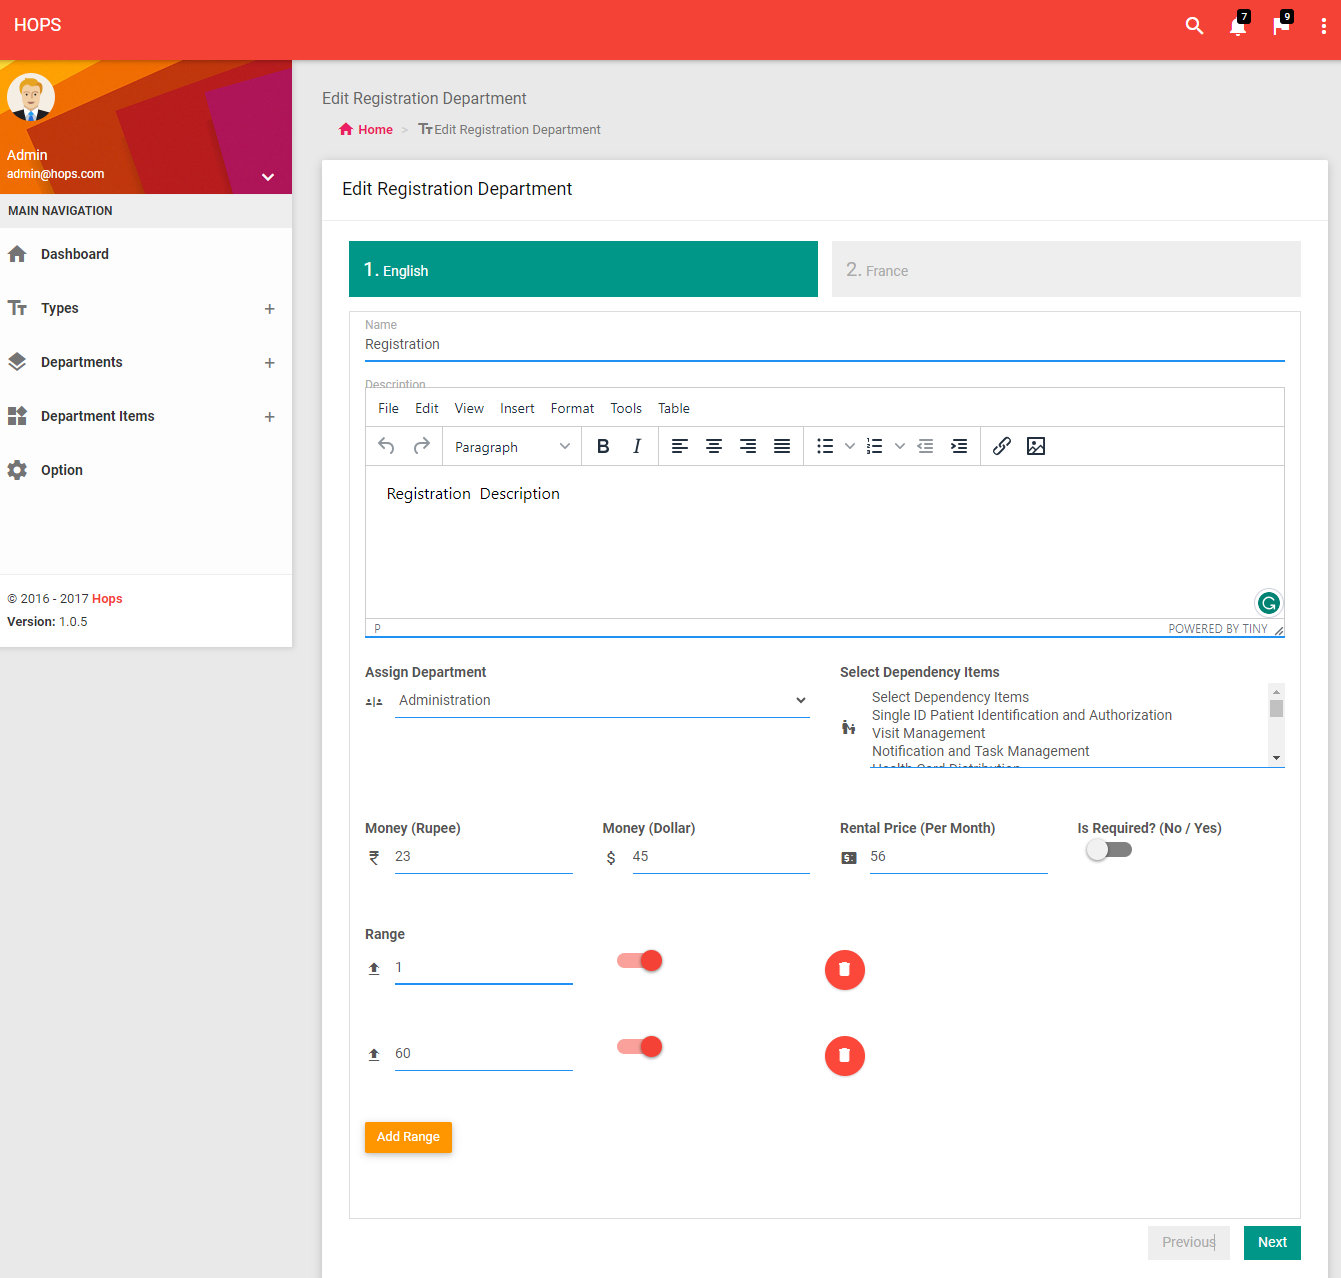 HOPS
7
9
Admin
admin@hops.com
MAIN NAVIGATION
Dashboard
Types +
Departments +
Department Items +
Option
© 2016 - 2017 Hops
Version: 1.0.5
Edit Registration Department
Home > Edit Registration Department
Edit Registration Department
1. English
2. France
Name
Registration
Description
File Edit View Insert Format Tools Table
Paragraph B I
Registration Description
P
POWERED BY TINY
Assign Department
Administration
Select Dependency Items
Select Dependency Items
Single ID Patient Identification and Authorization
Visit Management
Notification and Task Management
Health Card Distribution
Money (Rupee)
₹ 23
Money (Dollar)
$ 45
Rental Price (Per Month)
56
Is Required? (No / Yes)
Range
1
60
Add Range
Previous
Next